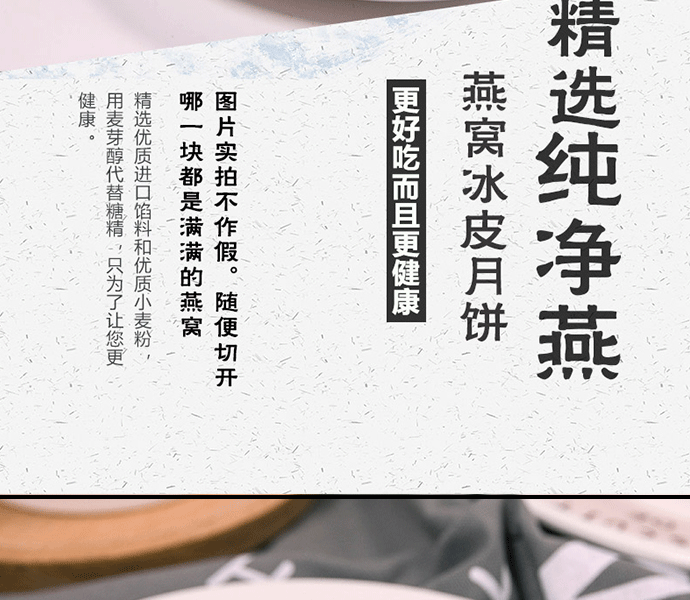 精选纯净燕
燕窝冰皮月饼
更好吃而且更健康
图片实拍不作假。随便切开
哪一块都是满满的燕窝
精选优质进口馅料和优质小麦粉，
用麦芽醇代替糖精，只为了让您更
健康。